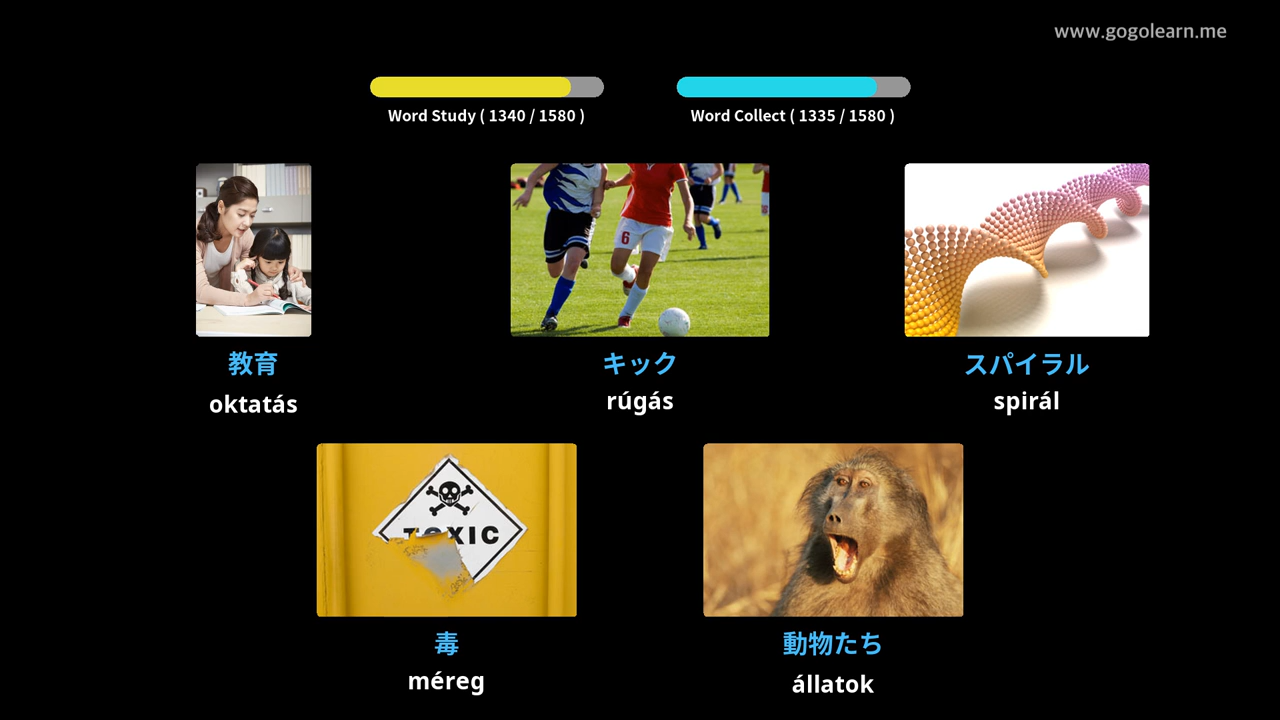 www.gogolearn.me
Word Study ( 1340 / 1580 )
Word Collect ( 1335 / 1580 )
6
教育
キック
スパイラル
oktatás
rúgás
spirál
TOXIC
毒
動物たち
méreg
állatok